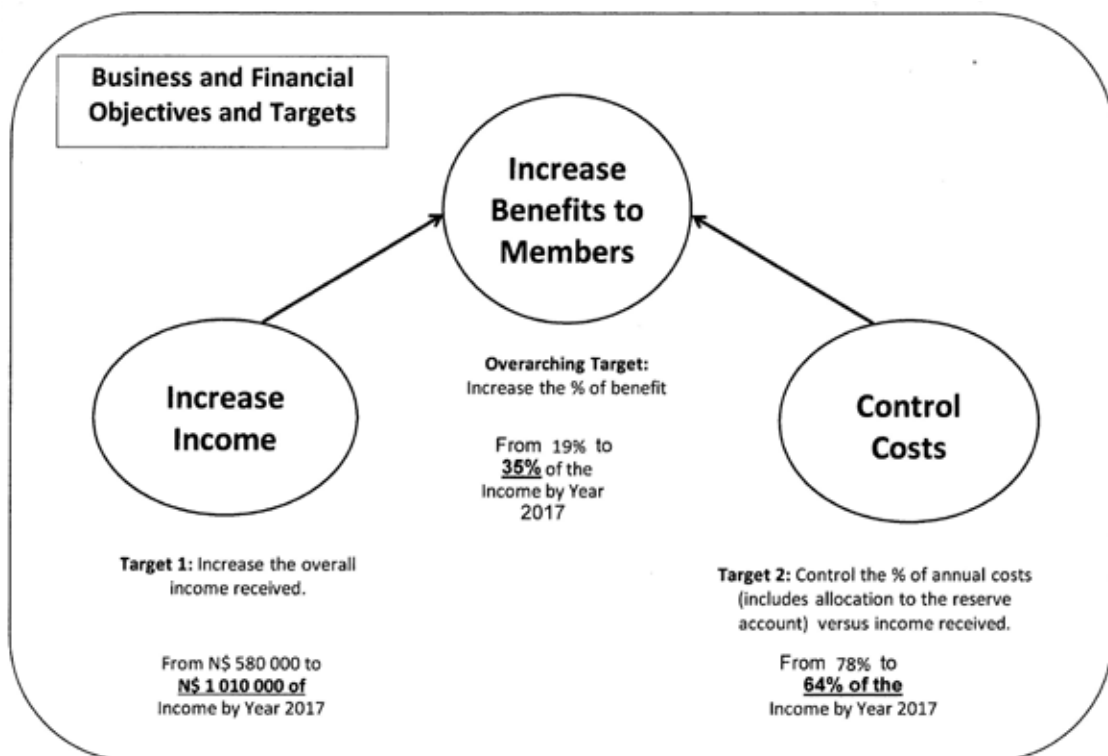 Business and Financial
Objectives and Targets
Increase
Benefits to
Members
Increase
Income
Overarching Target:
Increase the % of benefit
From 19% to
35% of the
Income by Year
2017
Control
Costs
Target 1: Increase the overall
income received.
From N$ 580 000 to
N$ 1 010 000 of
Income by Year 2017
Target 2: Control the % of annual costs
(includes allocation to the reserve
account) versus income received.
From 78% to
64% of the
Income by Year 2017